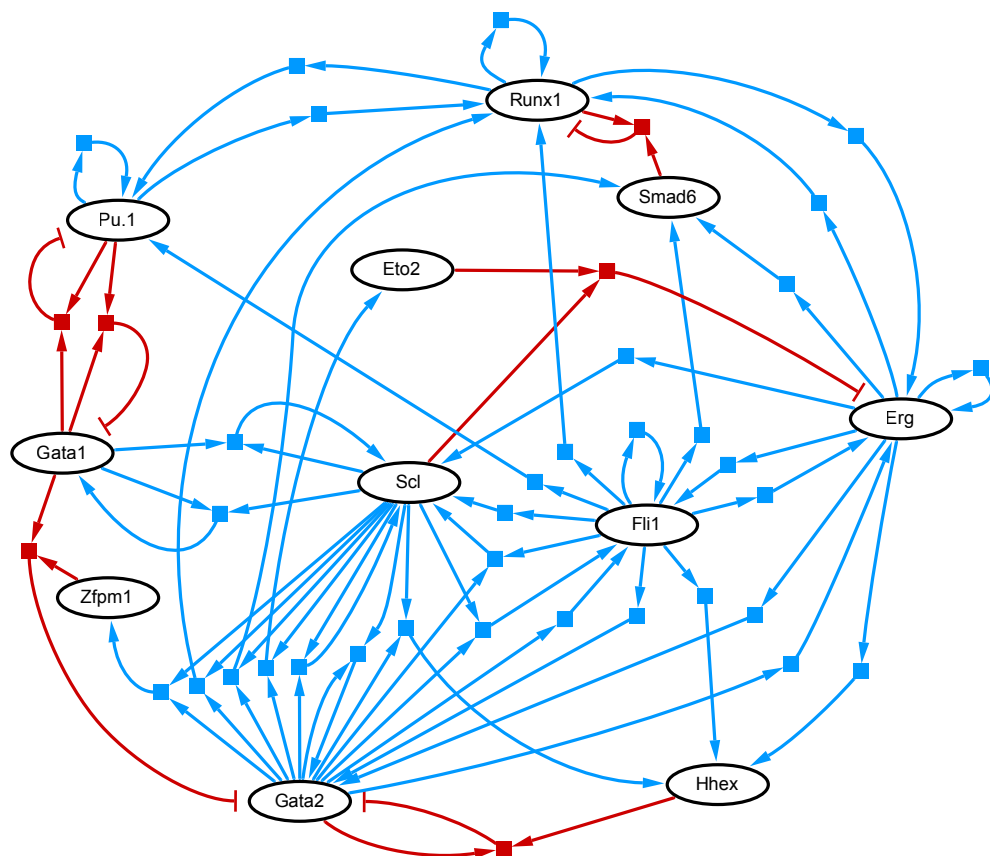 Runx1
Smad6
Pu.1
Eto2
Erg
Gata1
Scl
Fli1
Zfpm1
Hhex
Gata2